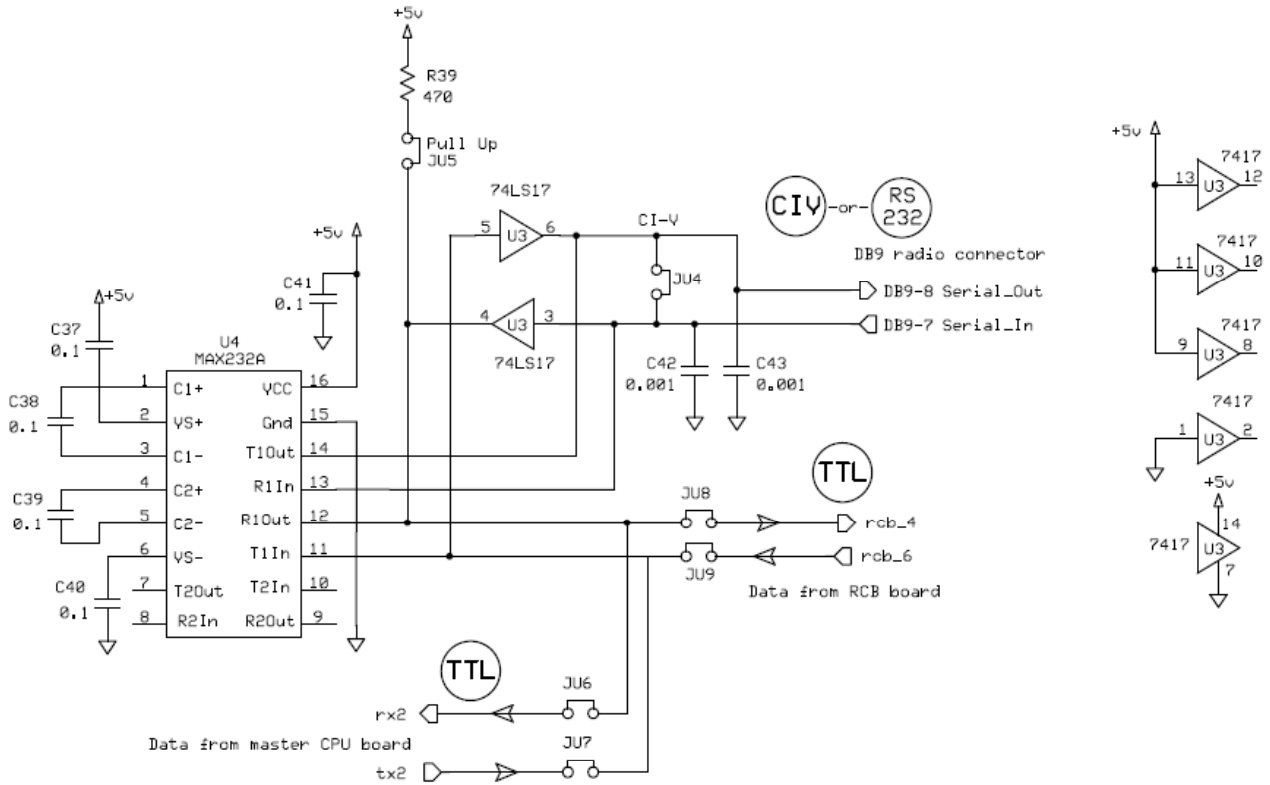 +5v
R39
470
Pull Up
JU5
74LS17
5
U3
6
CI-V
CIV
-or-
RS
232
DB9 radio connector
JU4
DB9-8 Serial_Out
DB9-7 Serial_In
4
U3
3
74LS17
C42
0.001
C43
0.001
+5v
C41
0.1
+5v
C37
0.1
U4
MAX232A
C38
0.1
C39
0.1
C40
0.1
1 C1+ VCC 16
2 VS+ Gnd 15
3 C1- T1Out 14
4 C2+ R1In 13
5 C2- R1Out 12
6 VS- T1In 11
7 T2Out T2In 10
8 R2In R2Out 9
TTL
JU8
rcb_4
JU9
rcb_6
Data from RCB board
TTL
JU6
rx2
Data from master CPU board
JU7
tx2
+5v
7417
13 U3 12
7417
11 U3 10
7417
9 U3 8
7417
1 U3 2
+5v
14
7417 U3
7